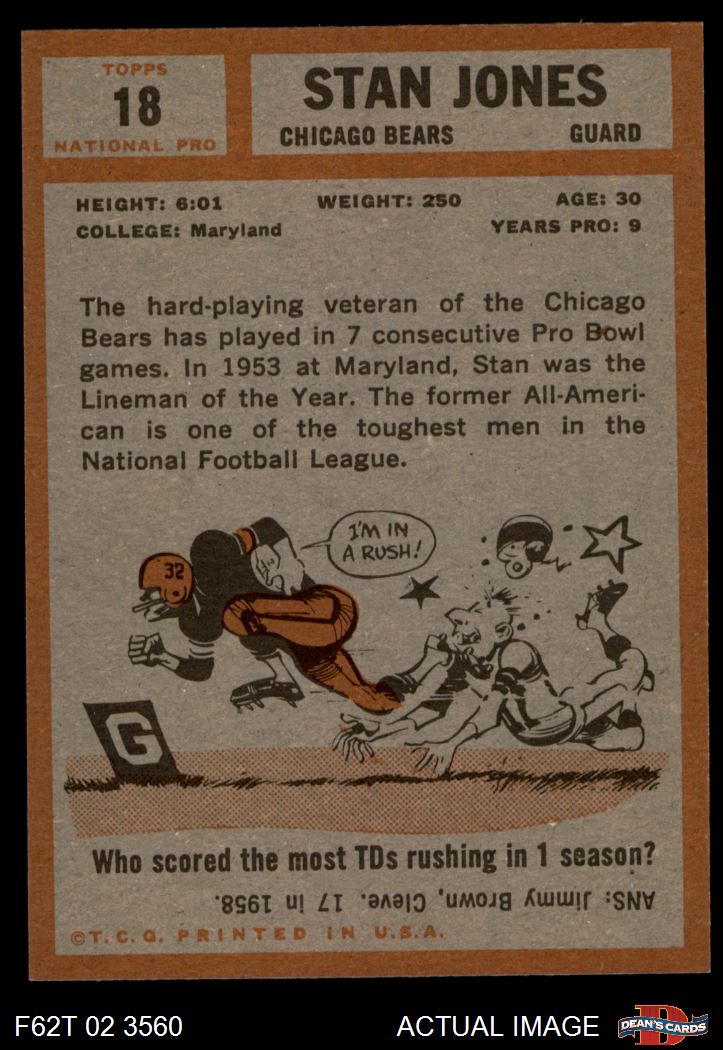 TOPPS
18
NATIONAL PRO
STAN JONES
CHICAGO BEARS GUARD
HEIGHT: 6:01 WEIGHT: 250 AGE: 30
COLLEGE: Maryland YEARS PRO: 9
The hard-playing veteran of the Chicago
Bears has played in 7 consecutive Pro Bowl
games. In 1953 at Maryland, Stan was the
Lineman of the Year. The former All-Ameri-
can is one of the toughest men in the
National Football League.
I'M IN
A RUSH!
32
G
Who scored the most TDs rushing in 1 season?
ANS: Jimmy Brown, Cleve. 17 in 1958.
©T.C.G. PRINTED IN U.S.A.
F62T 02 3560 ACTUAL IMAGE D DEAN'S CARDS